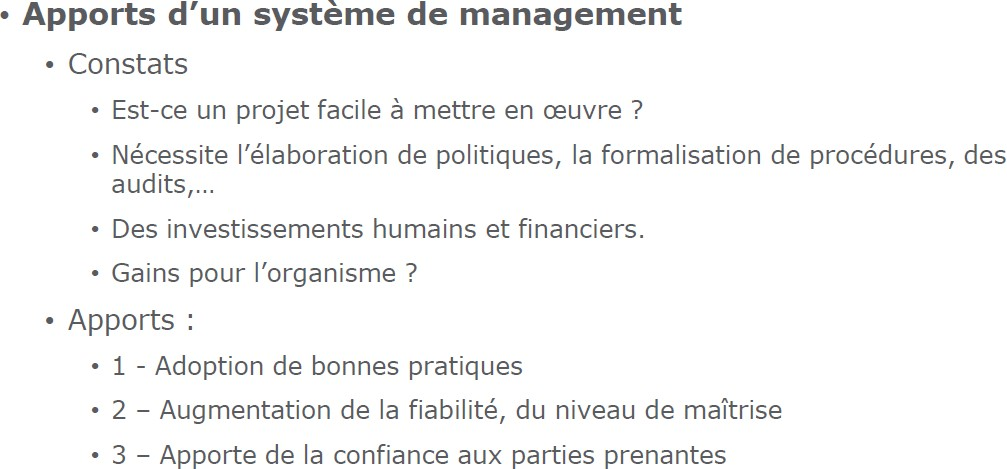 • Apports d’un système de management
• Constats
• Est-ce un projet facile à mettre en œuvre ?
• Nécessite l’élaboration de politiques, la formalisation de procédures, des
audits,…
• Des investissements humains et financiers.
• Gains pour l’organisme ?
• Apports :
• 1 - Adoption de bonnes pratiques
• 2 – Augmentation de la fiabilité, du niveau de maîtrise
• 3 – Apporte de la confiance aux parties prenantes